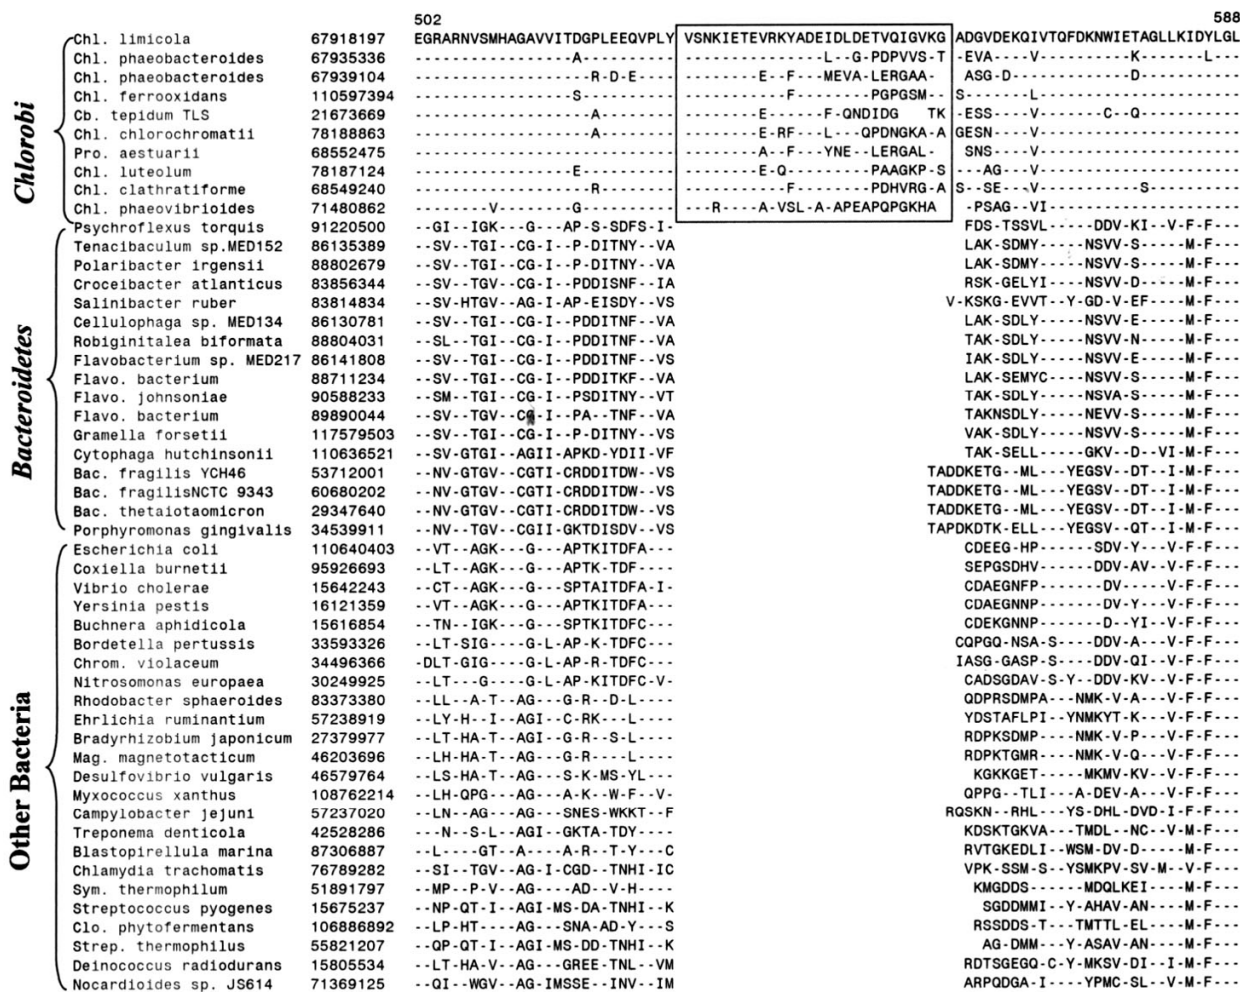 502 588
Chl. limicola 67918197 EGRARNVSMHAGAVVITDGPLEEQVPLY VSNKIETEVRKYADEIDLDETVQIGVKG ADGVDEKQIVTQFDKNWIETAGLLKIDYLGL
Chl. phaeobacteroides 67935336 -----------------A---------- ---------------L--G-PDPVVS-T -EVA----V----------K-------L---
Chl. phaeobacteroides 67939104 -------------------R-D-E---- --------E--F---MEVA-LERGAA- ASG-D-------------D-----------
Chl. ferrooxidans 110597394 -----------------S---------- -----------F--------PGPGSM-- S-------L---------------------
Cb. tepidum TLS 21673669 -------------------A-------- --------E--------F-QNDIDG TK -ESS----V-------C--Q-----------
Chl. chlorochromatii 78188863 -------------------A-------- --------E-RF---L---QPDNGKA-A GESN----V---------------------
Pro. aestuarii 68552475 ---------------------------- --------A--F---YNE--LERGAL- SNS----V---------------------
Chl. luteolum 78187124 -----------------E---------- --------E-Q---------PAAGKP-S -AG---V---------------------
Chl. clathratiforme 68549240 -------------------R-------- -----------F--------PDHVRG-A S--SE---V-----------S---------
Chl. phaeovibrioides 71480862 --------V--------G---------- ---R----A-VSL-A-APEAPQPGKHA -PSAG--VI---------------------
Psychroflexus torquis 91220500 --GI--IGK---G---AP-S-SDFS-I- FDS-TSSVL-----DDV-KI--V-F---
Tenacibaculum sp.MED152 86135389 --SV--TGI--CG-I--P-DITNY--VA LAK-SDMY-----NSVV-S-----M-F---
Polaribacter irgensii 88802679 --SV--TGI--CG-I--P-DITNY--VA LAK-SDMY-----NSVV-S-----M-F---
Croceibacter atlanticus 83856344 --SV--TGI--CG-I--PDDISNF--IA RSK-GELYI----NSVV-D-----M-F---
Salinibacter ruber 83814834 --SV-HTGV--AG-I-AP-EISDY--VS V-KSKG-EVVT--Y-GD-V-EF----M-F---
Cellulophaga sp. MED134 86130781 --SV--TGI--CG-I--PDDITNF--VA LAK-SDLY-----NSVV-E-----M-F---
Robiginitalea biformata 88804031 --SL--TGI--CG-I--PDDITNF--VA TAK-SDLY-----NSVV-N-----M-F---
Flavobacterium sp. MED217 86141808 --SV--TGI--CG-I--PDDITNF--VS IAK-SDLY-----NSVV-E-----M-F---
Flavo. bacterium 88711234 --SV--TGI--CG-I--PDDITKF--VA LAK-SEMYC----NSVV-S-----M-F---
Flavo. johnsoniae 90588233 --SM--TGI--CG-I--PSDITNY--VT TAK-SDLY-----NSVV-A-----M-F---
Flavo. bacterium 89890044 --SV--TGV--CG-I--PA--TNF--VA TAKNSDLY-----NEVV-S-----M-F---
Gramella forsetii 117579503 --SV--TGI--CG-I--P-DITNY--VS VAK-SDLY-----NSVV-S-----M-F---
Cytophaga hutchinsonii 110636521 --SV-GTGI--AGII-APKD-YDII-VF TAK-SELL-----GKV--D--VI-M-F---
Bac. fragilis YCH46 53712001 --NV-GTGV--CGTI-CRDDITDW--VS TADDKETG--ML---YEGSV--DT--I-M-F---
Bac. fragilisNCTC 9343 60680202 --NV-GTGV--CGTI-CRDDITDW--VS TADDKETG--ML---YEGSV--DT--I-M-F---
Bac. thetaiotaomicron 29347640 --NV-GTGV--CGTI-CRDDITDW--VS TADDKETG--ML---YEGSV--DT--I-M-F---
Porphyromonas gingivalis 34539911 --NV--TGV--CGII-GKTDISDV--VS TAPDKDTK-ELL---YEGSV--QT--I-M-F---
Escherichia coli 110640403 --VT--AGK---G---APTKITDFA--- CDEEG-HP------SDV-Y---V-F-F---
Coxiella burnetii 95926693 --LT--AGK---G---APTK-TDF---- SEPGSDHV-----DDV-AV--V-F-F---
Vibrio cholerae 15642243 --CT--AGK---G---SPTAITDFA-I- CDAEGNFP------DV------V-F-F---
Yersinia pestis 16121359 --VT--AGK---G---APTKITDFA--- CDAEGNNP------DV-Y---V-F-F---
Buchnera aphidicola 15616854 --TN--IGK---G---SPTKITDFC--- CDEKGNNP------D--YI--V-F-F---
Bordetella pertussis 33593326 --LT-SIG----G-L-AP-K-TDFC--- CQPGQ-NSA-S----DDV-A---V-F-F---
Chrom. violaceum 34496366 -DLT-GIG----G-L-AP-R-TDFC--- IASG-GASP-S----DDV-QI--V-F-F---
Nitrosomonas europaea 30249925 --LT---G----G-L-AP-KITDFC-V- CADSGDAV-S-Y---DDV-KV--V-F-F---
Rhodobacter sphaeroides 83373380 --LL--A-T--AG---G-R--D-L---- QDPRSDMPA---NMK-V-A---V-F-F---
Ehrlichia ruminantium 57238919 --LY-H--I--AGI--C-RK---L---- YDSTAFLPI---YNMKYT-K---V-F-F---
Bradyrhizobium japonicum 27379977 --LT-HA-T--AGI--G-R--S-L---- RDPKSDMP----NMK-V-P---V-F-F---
Mag. magnetotacticum 46203696 --LH-HA-T--AG---G-R----L---- RDPKTGMR----NMK-V-Q---V-F-F---
Desulfovibrio vulgaris 46579764 --LS-HA-T--AG---S-K-MS-YL--- KGKKGET-----MKMV-KV--V-F-F---
Myxococcus xanthus 108762214 --LH-QPG---AG---A-K--W-F--V- QPPG--TLI---A-DEV-A---V-F-F---
Campylobacter jejuni 57237020 --LN--AG---AG---SNES-WKKT--F RQSKN--RHL---YS-DHL-DVD-I-F-F---
Treponema denticola 42528286 ---N--S-L--AGI--GKTA-TDY---- KDSKTGKVA---TMDL--NC--V-M-F---
Blastopirellula marina 87306887 --L----GT--A----A-R--T-Y---C RVTGKEDLI--WSM-DV-D-----M-F---
Chlamydia trachomatis 76789282 --SI--TGV--AG-I-CGD--TNHI-IC VPK-SSM-S--YSMKPV-SV-M--V-F---
Sym. thermophilum 51891797 --MP--P-V--AG----AD--V-H---- KMGDDS------MDQLKEI----M-F---
Streptococcus pyogenes 15675237 --NP-QT-I--AGI-MS-DA-TNHI--K SGDDMMI--Y-AHAV-AN----M-F---
Clo. phytofermentans 106886892 --LP-HT----AG---SNA-AD-Y---S RSSDDS-T---TMTTL-EL----M-F---
Strep. thermophilus 55821207 --QP-QT-I--AGI-MS-DD-TNHI--K AG-DMM---Y-ASAV-AN----M-F---
Deinococcus radiodurans 15805534 --LT-HA-V--AG---GREE-TNL--VM RDTSGEGQ-C-Y-MKSV-DI--I-M-F---
Nocardioides sp. JS614 71369125 --QI--WGV--AG-IMSSE--INV--IM ARPQDGA-I---YPMC-SL--V-M-F---
Chlorobi
Bacteroidetes
Other Bacteria